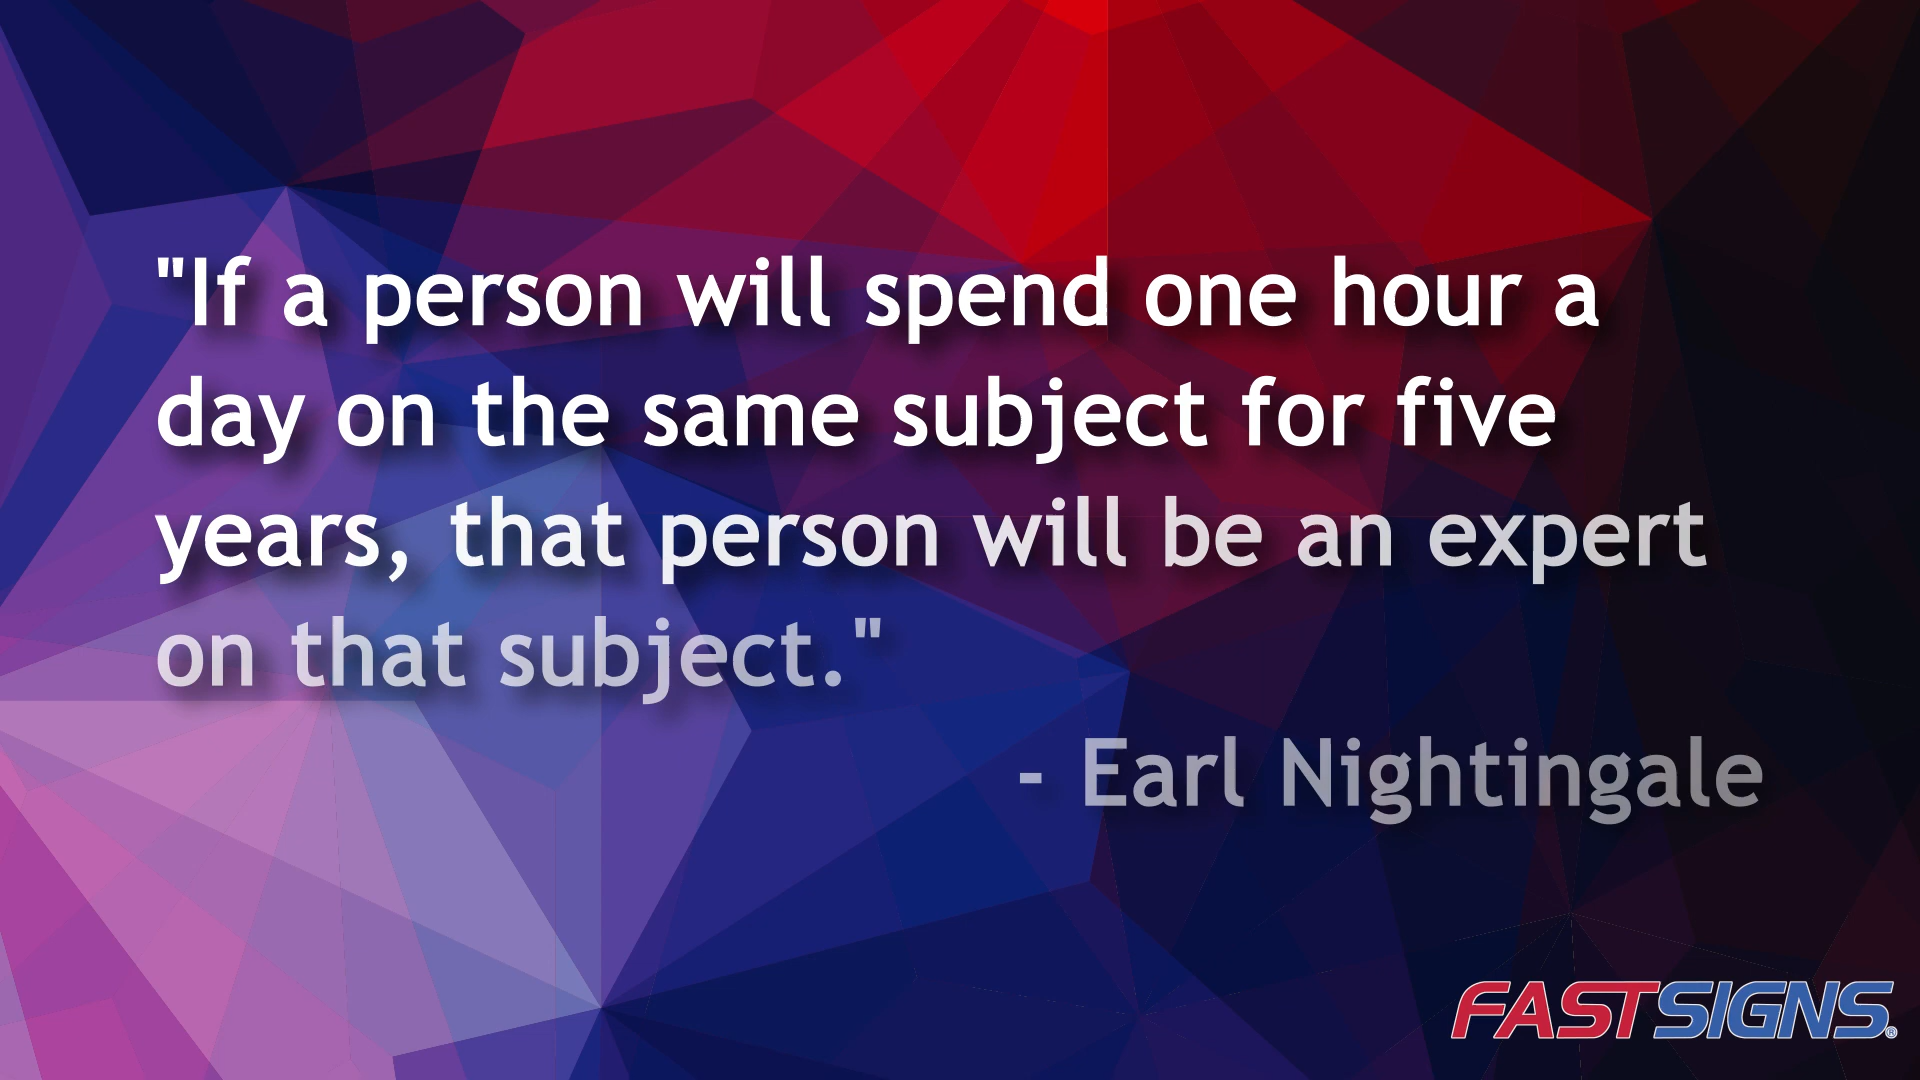 "If a person will spend one hour a
day on the same subject for five
years, that person will be an expert
on that subject."
- Earl Nightingale
FASTSIGNS®